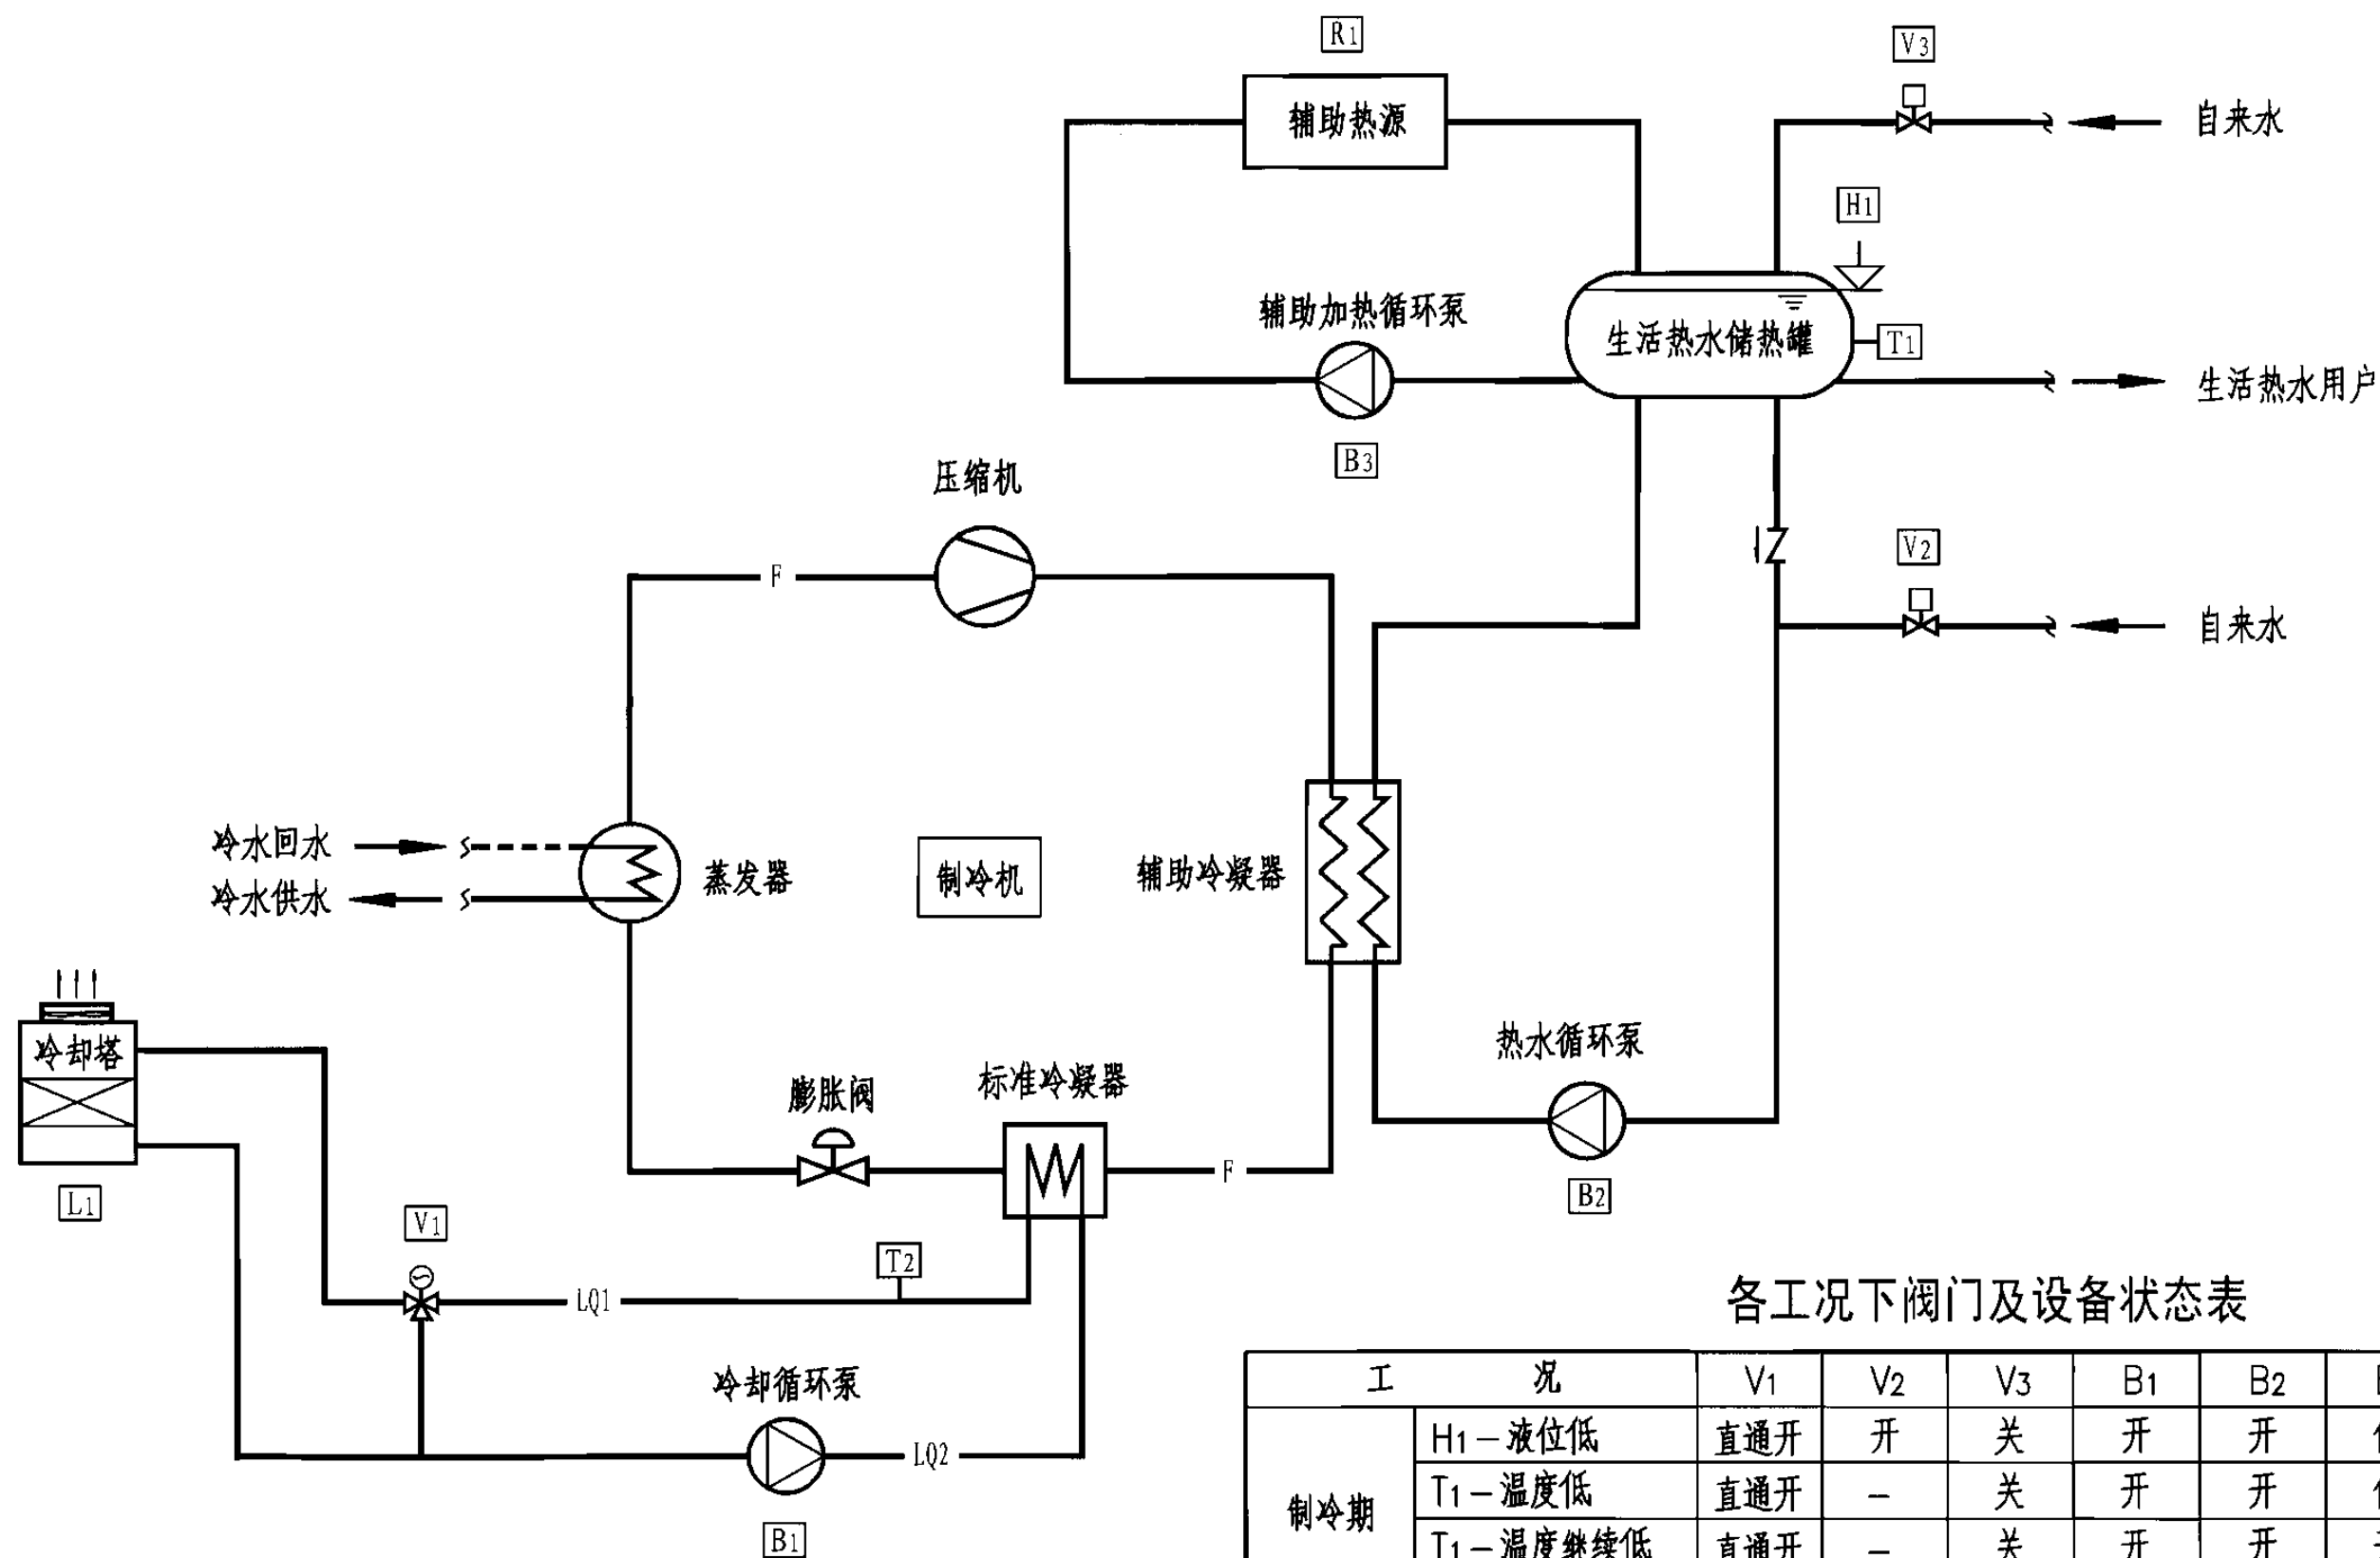 R1
V3
辅助热源
自来水
H1
辅助加热循环泵
生活热水储热罐
T1
生活热水用户
B3
压缩机
V2
F
自来水
冷水回水
冷水供水
蒸发器
制冷机
辅助冷凝器
冷却塔
热水循环泵
标准冷凝器
膨胀阀
F
L1
V1
B2
T2
LQ1
各工况下阀门及设备状态表
冷却循环泵
LQ2
B1
工 况 V1 V2 V3 B1 B2
制冷期
H1-液位低 直通开 开 关 开 开
T1-温度低 直通开 - 关 开 开
T1-温度继续低 直通开 - 关 开 开